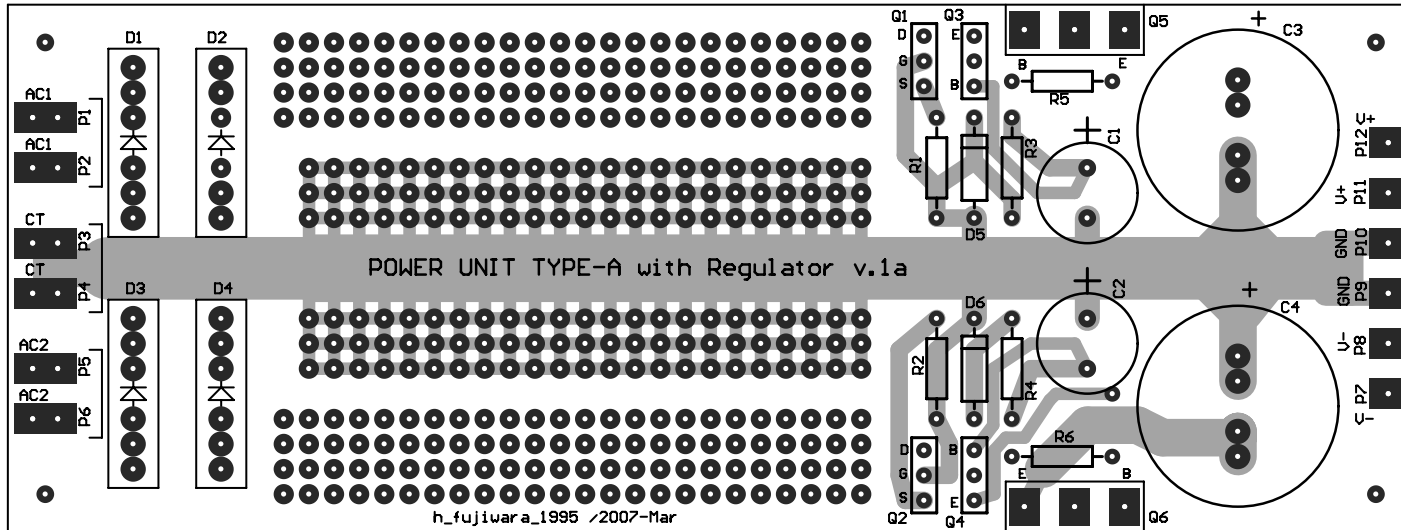 D1
D2
AC1
P1
AC1
P2
CT
P3
CT
P4
D3
D4
AC2
P5
AC2
P6
POWER UNIT TYPE-A with Regulator v.1a
h_fujiwara_1995 /2007-Mar
Q1
Q3
D
G
S
E
B
Q5
B
E
R5
R1
R3
D5
C1
+
C3
+
V+
P12
V+
P11
GND
P10
GND
P9
V-
P8
P7
V-
D6
C2
+
C4
+
R2
R4
R6
D
G
S
Q2
B
E
Q4
E
B
Q6